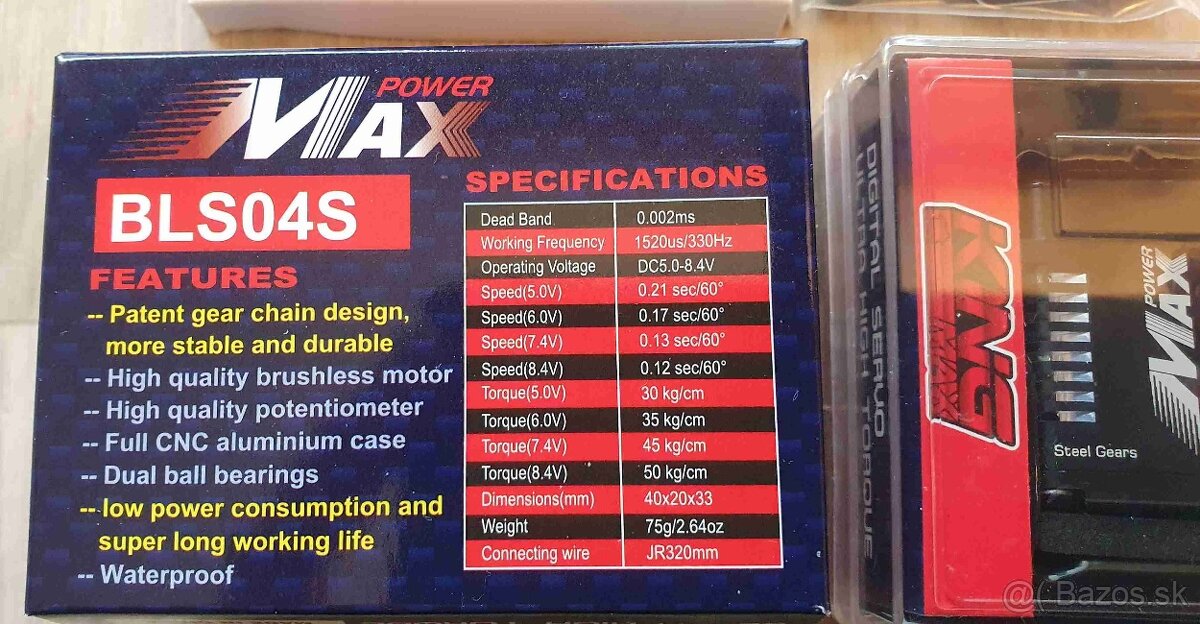 POWER
MAX
BLS04S
FEATURES
-- Patent gear chain design,
more stable and durable
-- High quality brushless motor
-- High quality potentiometer
-- Full CNC aluminium case
-- Dual ball bearings
-- low power consumption and
super long working life
-- Waterproof
SPECIFICATIONS
Dead Band 0.002ms
Working Frequency 1520us/330Hz
Operating Voltage DC5.0-8.4V
Speed(5.0V) 0.21 sec/60°
Speed(6.0V) 0.17 sec/60°
Speed(7.4V) 0.13 sec/60°
Speed(8.4V) 0.12 sec/60°
Torque(5.0V) 30 kg/cm
Torque(6.0V) 35 kg/cm
Torque(7.4V) 45 kg/cm
Torque(8.4V) 50 kg/cm
Dimensions(mm) 40x20x33
Weight 75g/2.64oz
Connecting wire JR320mm
DIGITAL SERVO
ULTRA HIGH TORQUE
KING
MAX
POWER
MAX
Steel Gears
@( Bazos.sk